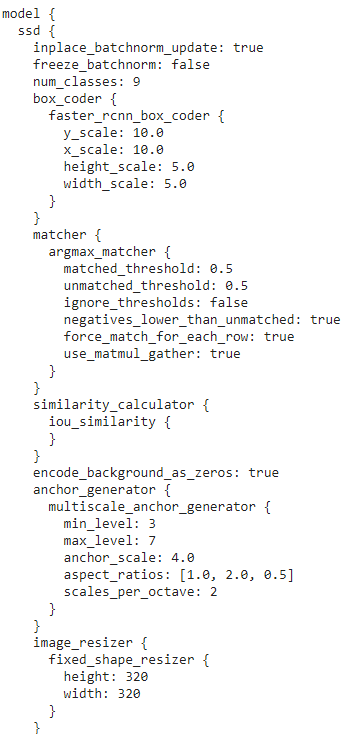 model {
  ssd {
    inplace_batchnorm_update: true
    freeze_batchnorm: false
    num_classes: 9
    box_coder {
      faster_rcnn_box_coder {
        y_scale: 10.0
        x_scale: 10.0
        height_scale: 5.0
        width_scale: 5.0
      }
    }
    matcher {
      argmax_matcher {
        matched_threshold: 0.5
        unmatched_threshold: 0.5
        ignore_thresholds: false
        negatives_lower_than_unmatched: true
        force_match_for_each_row: true
        use_matmul_gather: true
      }
    }
    similarity_calculator {
      iou_similarity {
      }
    }
    encode_background_as_zeros: true
    anchor_generator {
      multiscale_anchor_generator {
        min_level: 3
        max_level: 7
        anchor_scale: 4.0
        aspect_ratios: [1.0, 2.0, 0.5]
        scales_per_octave: 2
      }
    }
    image_resizer {
      fixed_shape_resizer {
        height: 320
        width: 320
      }
    }